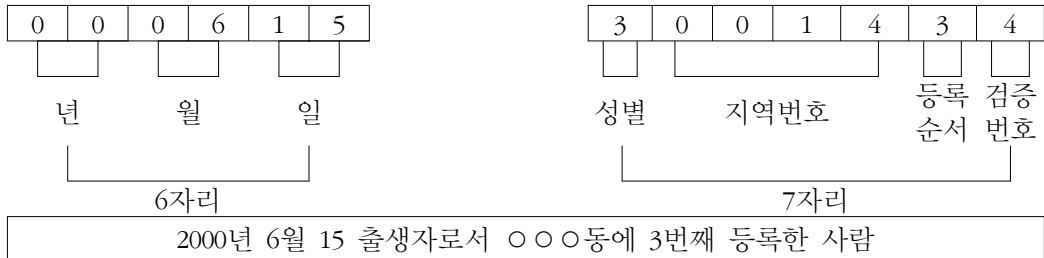 0 0 0 6 1 5 3 0 0 1 4 3 4
년 월 일 성별 지역번호 등록순서 검증번호
6자리 7자리
2000년 6월 15 출생자로서 ○○○동에 3번째 등록한 사람